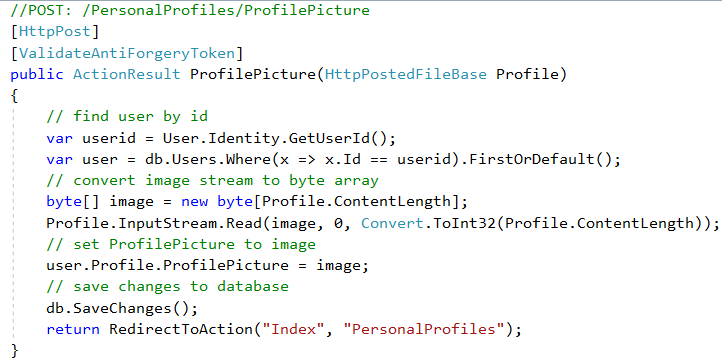 //POST: /PersonalProfiles/ProfilePicture
[HttpPost]
[ValidateAntiForgeryToken]
public ActionResult ProfilePicture(HttpPostedFileBase Profile)
{
    // find user by id
    var userid = User.Identity.GetUserId();
    var user = db.Users.Where(x => x.Id == userid).FirstOrDefault();
    // convert image stream to byte array
    byte[] image = new byte[Profile.ContentLength];
    Profile.InputStream.Read(image, 0, Convert.ToInt32(Profile.ContentLength));
    // set ProfilePicture to image
    user.Profile.ProfilePicture = image;
    // save changes to database
    db.SaveChanges();
    return RedirectToAction("Index", "PersonalProfiles");
}